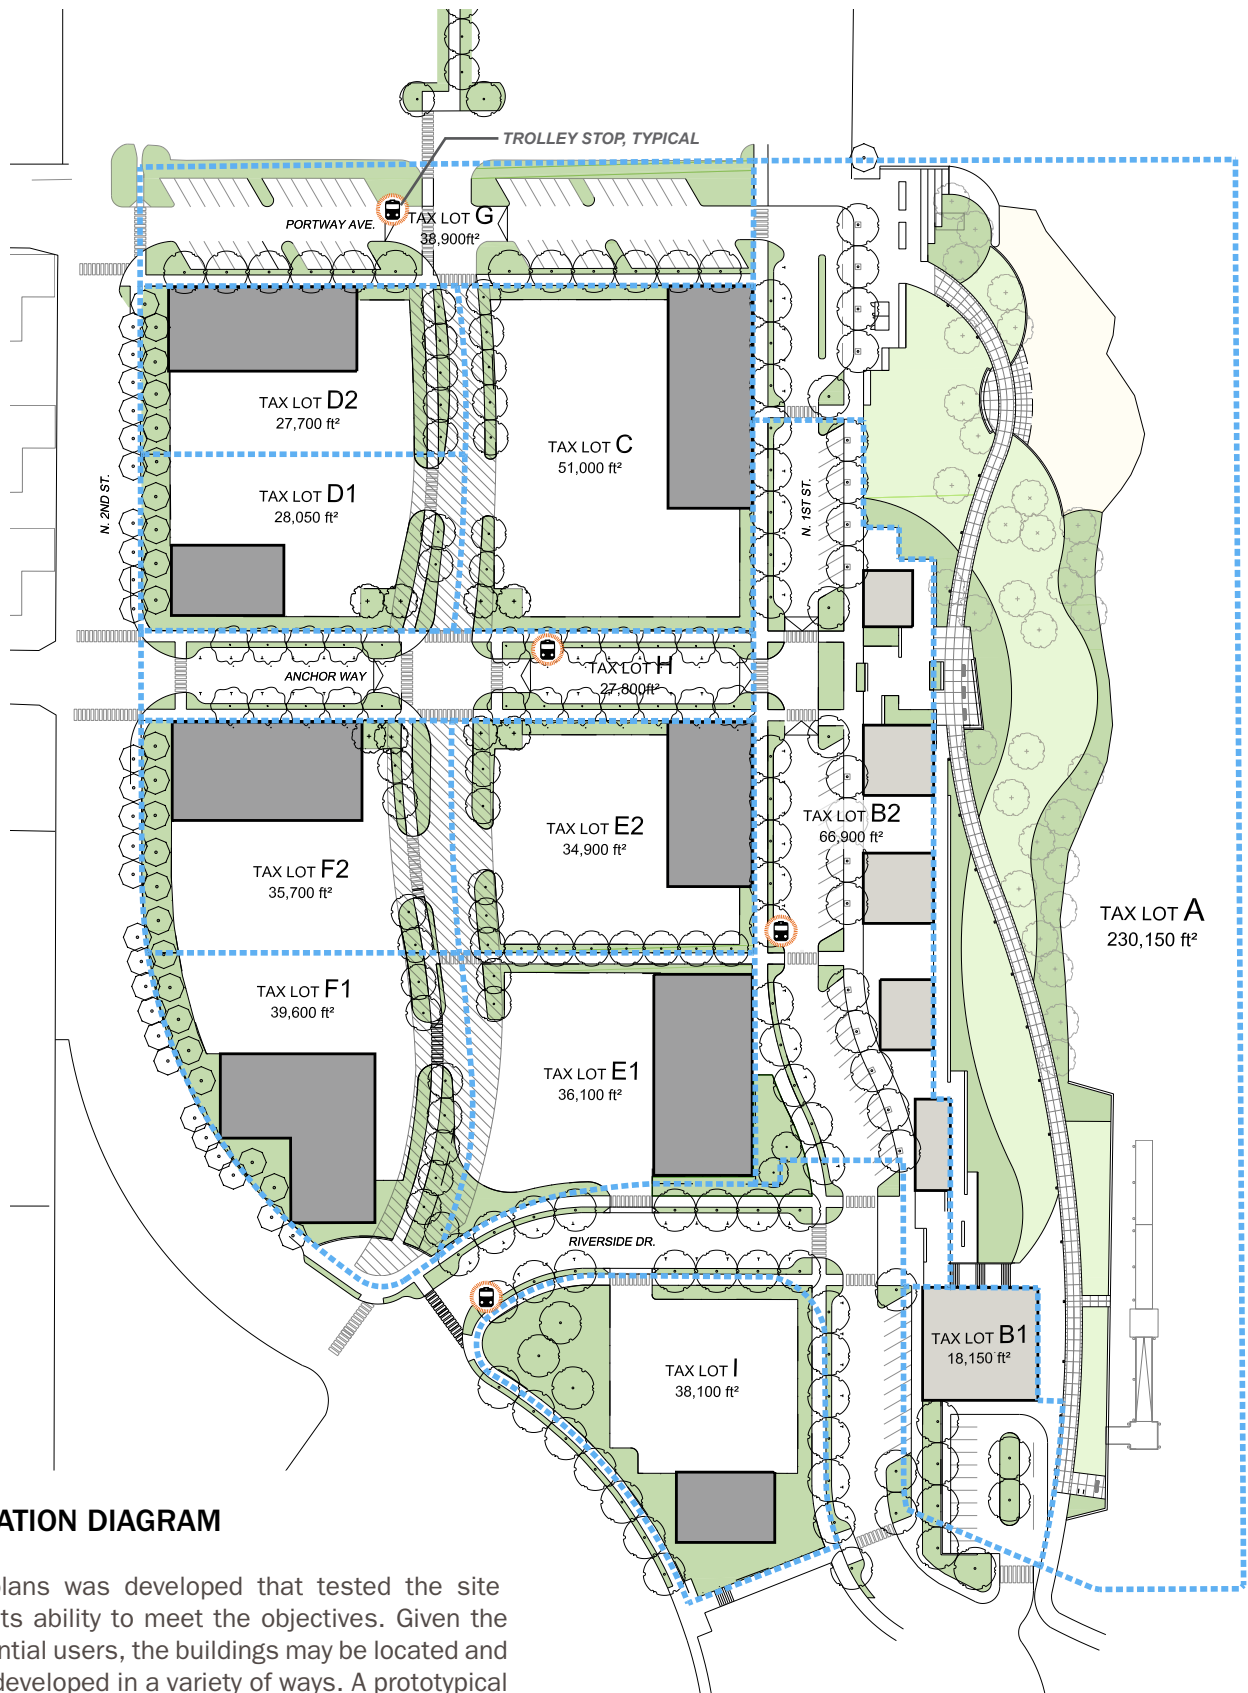 TROLLEY STOP, TYPICAL
PORTWAY AVE.
TAX LOT G
38,900ft²
TAX LOT D2
27,700 ft²
TAX LOT C
51,000 ft²
TAX LOT D1
28,050 ft²
N. 2ND ST.
N. 1ST ST.
ANCHOR WAY
TAX LOT H
27,800ft²
TAX LOT B2
66,900 ft²
TAX LOT E2
34,900 ft²
TAX LOT F2
35,700 ft²
TAX LOT A
230,150 ft²
TAX LOT F1
39,600 ft²
TAX LOT E1
36,100 ft²
RIVERSIDE DR.
TAX LOT B1
18,150 ft²
TAX LOT I
38,100 ft²
ATION DIAGRAM
plans was developed that tested the site
ts ability to meet the objectives. Given the
ntial users, the buildings may be located and
developed in a variety of ways. A prototypical